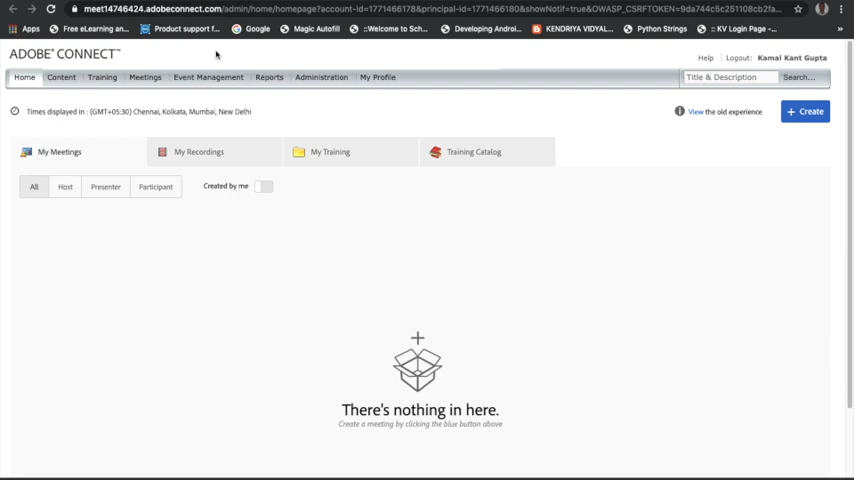 meet14746424.adobeconnect.com/admin/home/homepage?account-id=1771466178&principal-id=1771466180&showNotif=true&OWASP_CSRFTOKEN=9da744c5c251108cb2fa...
Apps Free eLearning an... Product support f... Google Magic Autofill ::Welcome to Sch... Developing Androi... KENDRIYA VIDYAL... Python Strings :: KV Login Page -... »
ADOBE® CONNECT™
Help Logout: Kamal Kant Gupta
Home Content Training Meetings Event Management Reports Administration My Profile Title & Description Search...
Times displayed in : (GMT+05:30) Chennai, Kolkata, Mumbai, New Delhi View the old experience + Create
My Meetings My Recordings My Training Training Catalog
All Host Presenter Participant Created by me
There's nothing in here.
Create a meeting by clicking the blue button above